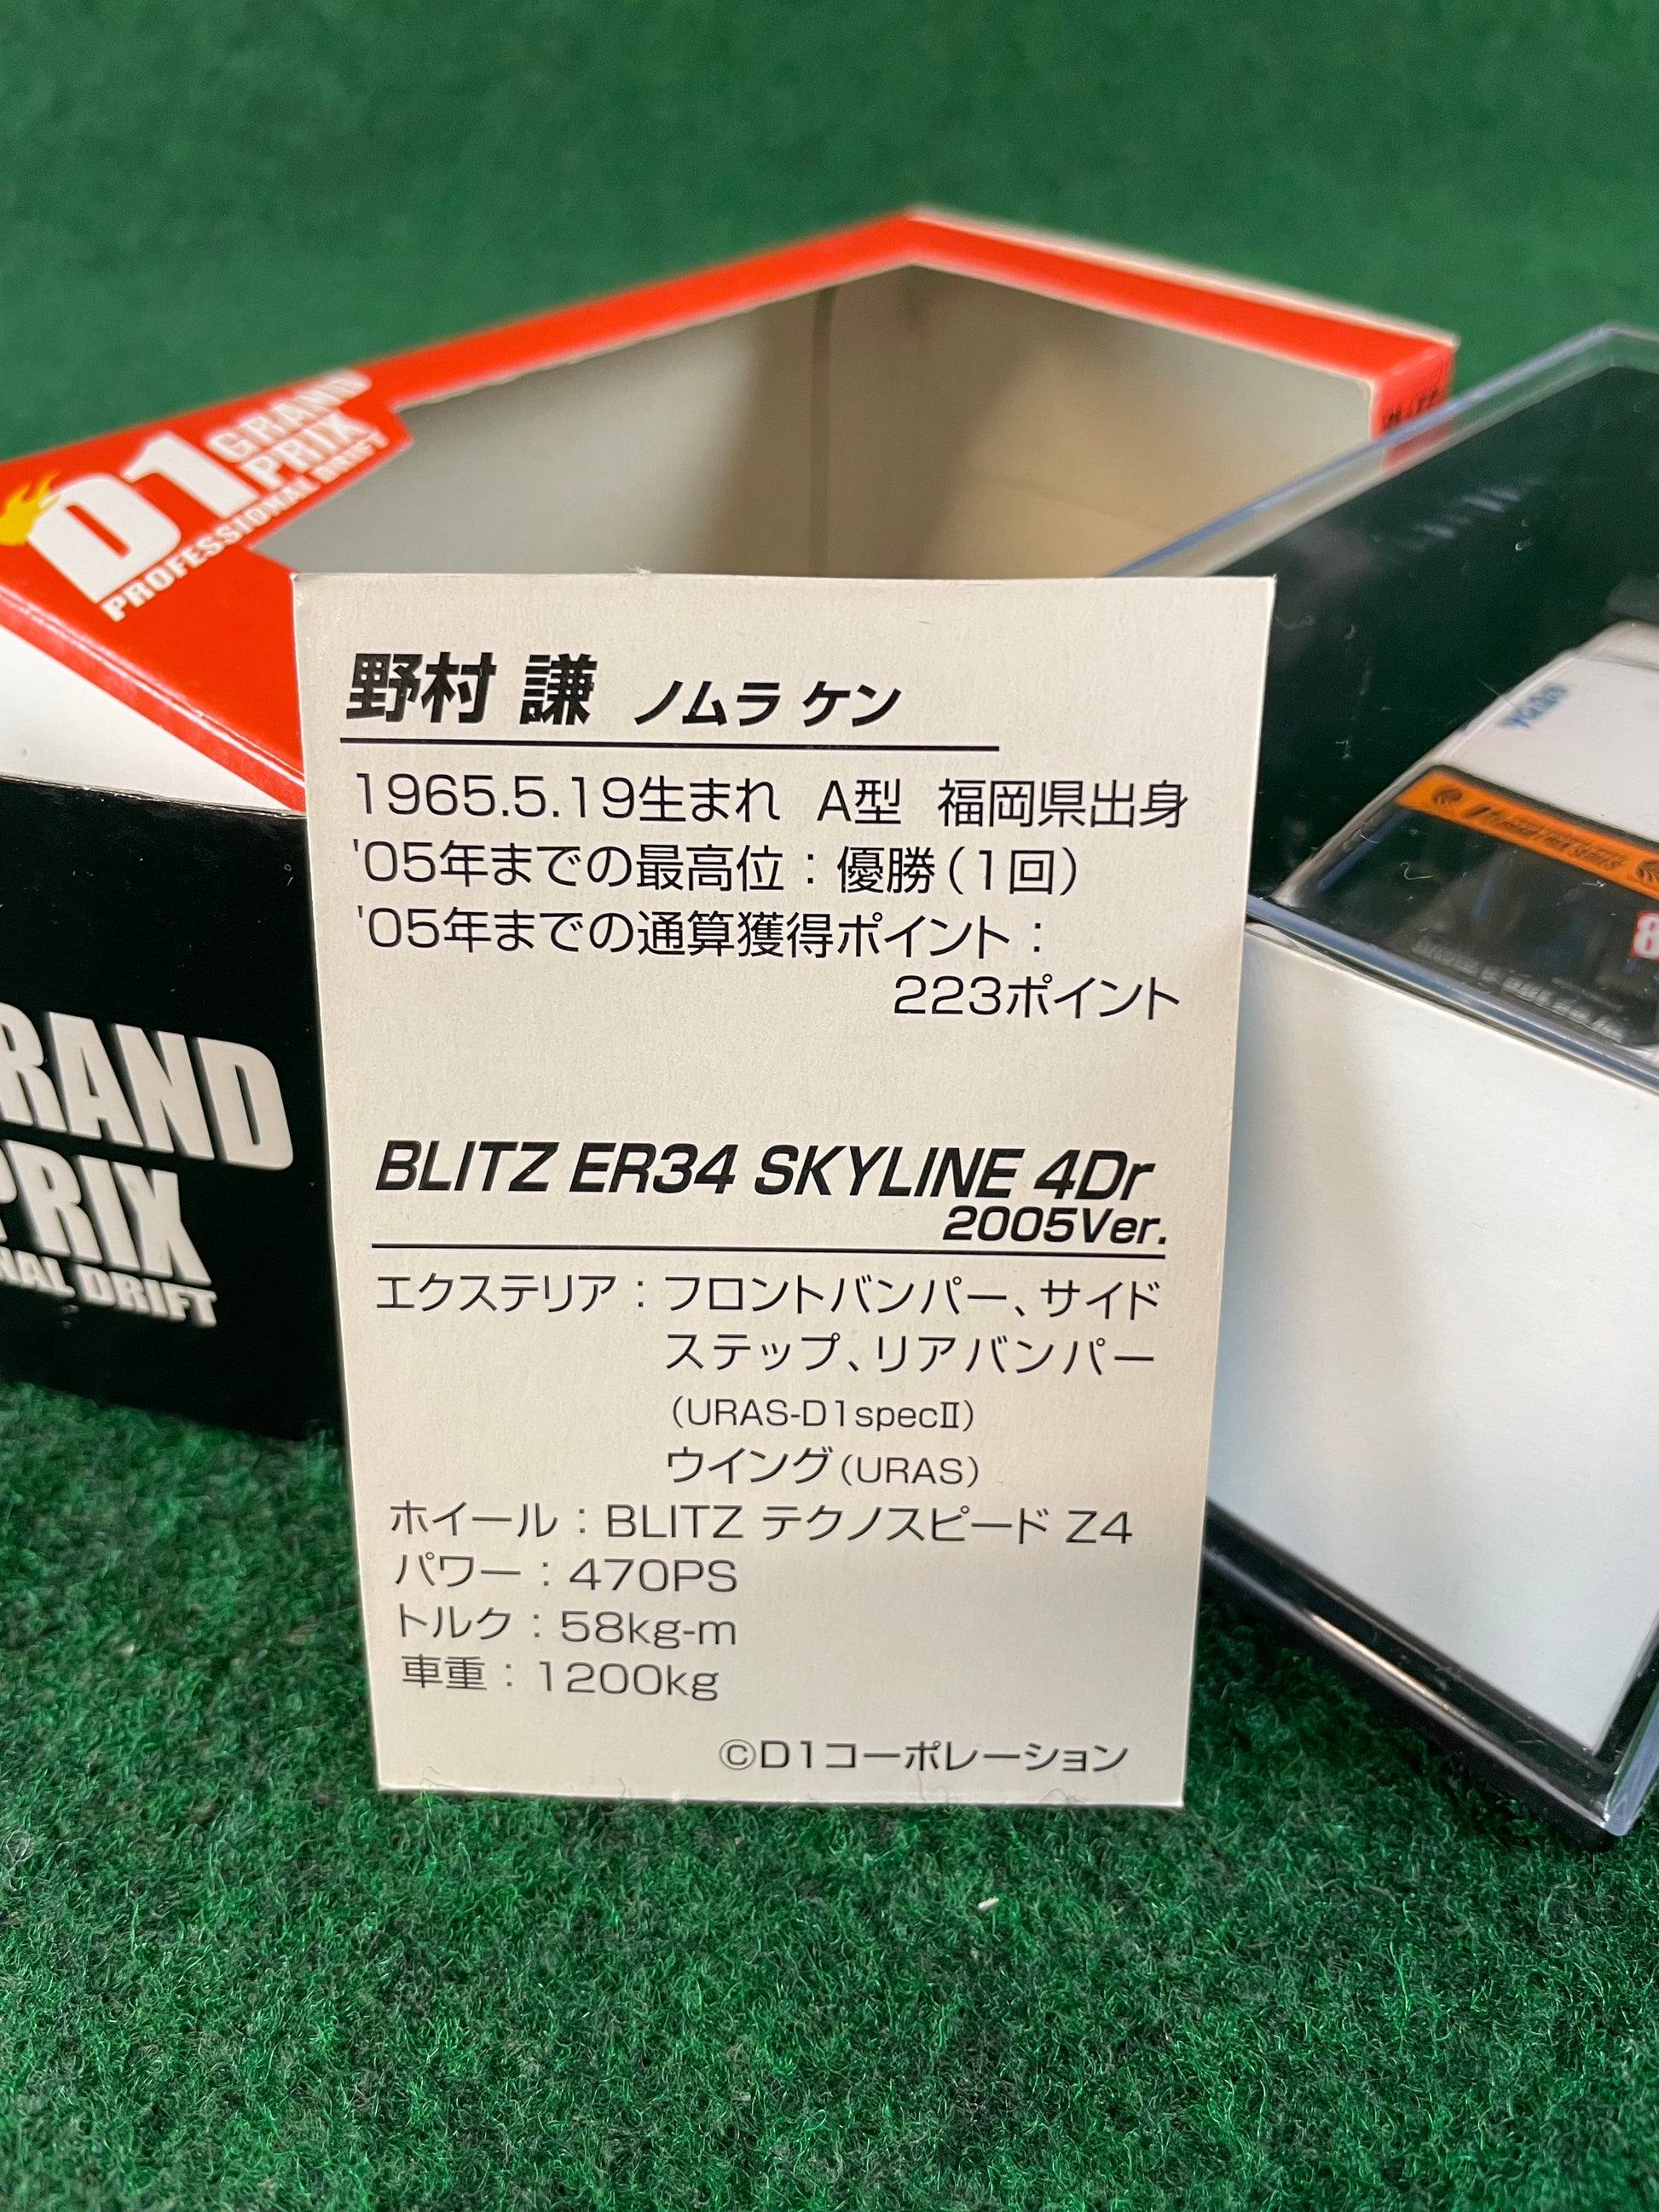 D1 GRAND
PRIX
PROFESSIONAL DRIFT
野村 謙 ノムラ ケン
1965.5.19生まれ A型 福岡県出身
'05年までの最高位：優勝（1回）
'05年までの通算獲得ポイント：
223ポイント
BLITZ ER34 SKYLINE 4Dr
2005Ver.
エクステリア：フロントバンパー、サイド
ステップ、リアバンパー
（URAS-D1specⅡ）
ウイング（URAS）
ホイール：BLITZ テクノスピード Z4
パワー：470PS
トルク：58kg-m
車重：1200kg
©D1コーポレーション
RAND
PRIX
NAL DRIFT
8